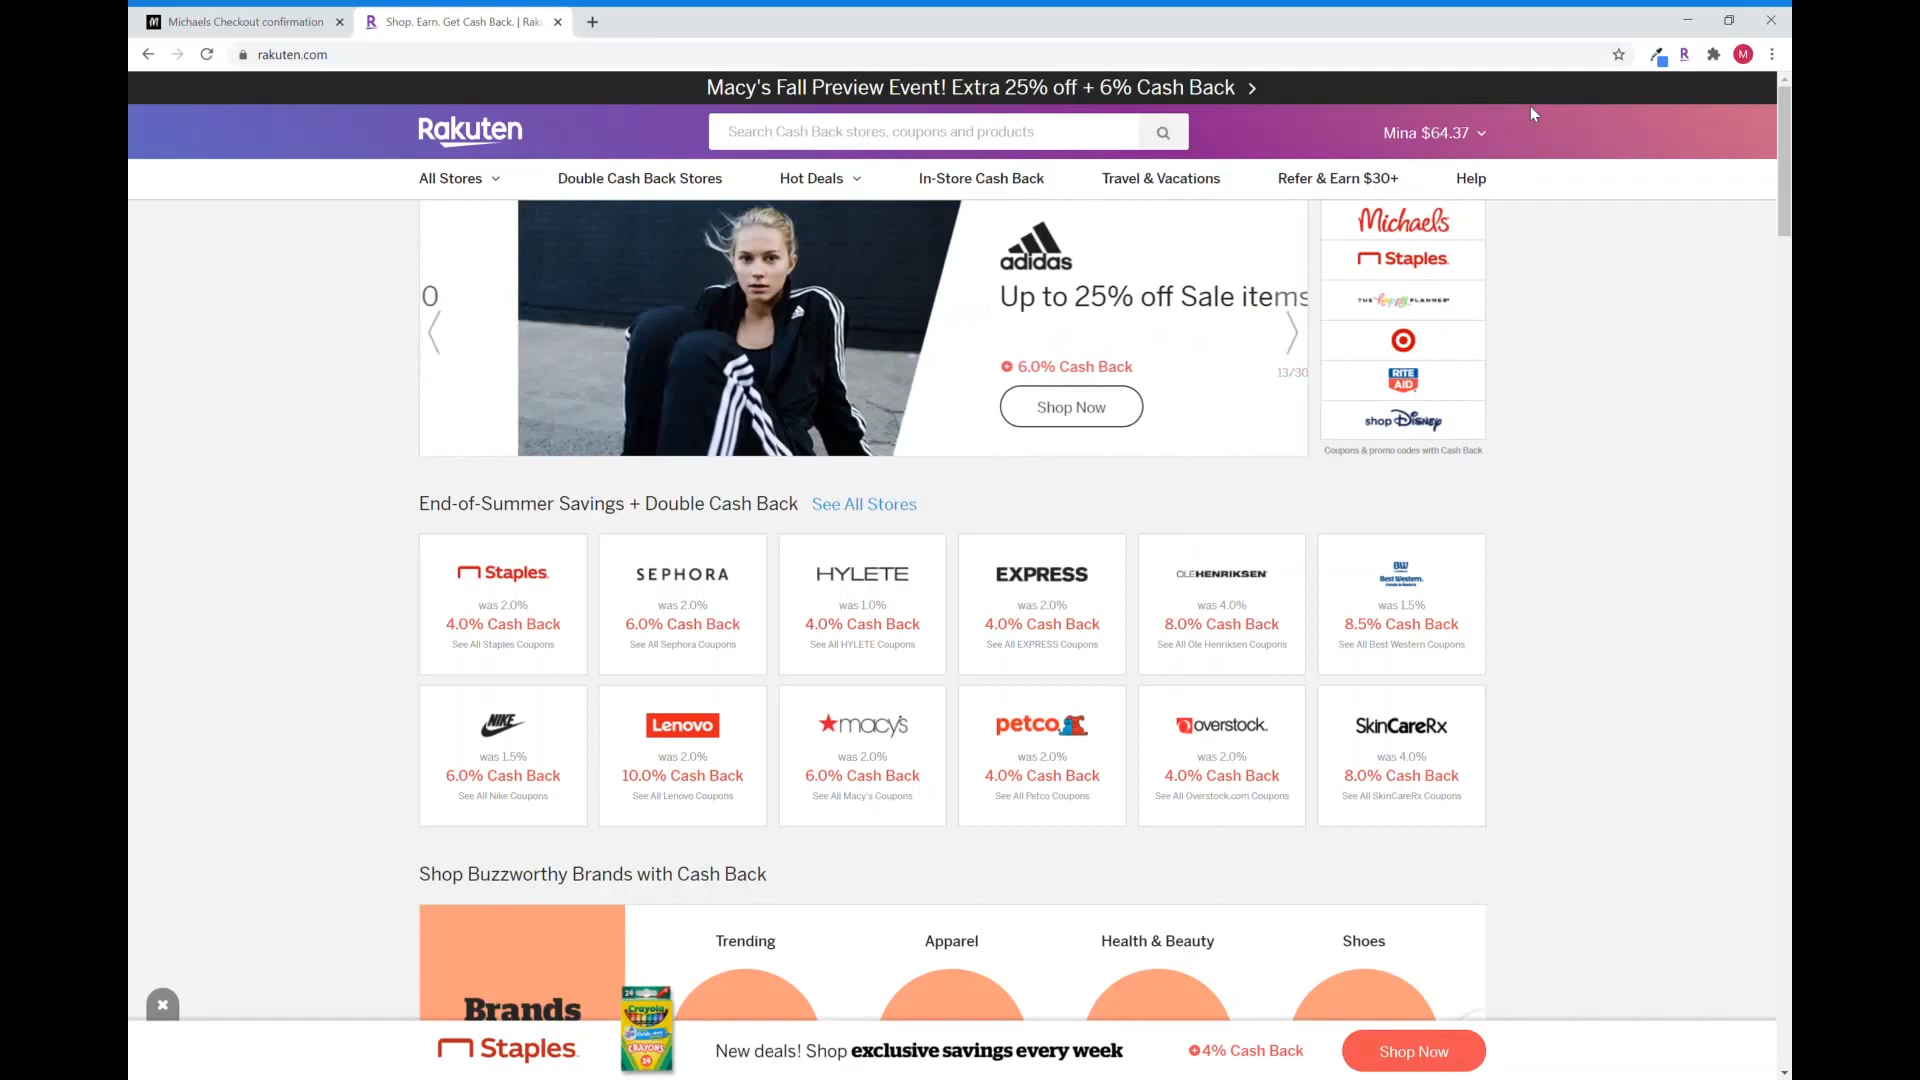 Michaels Checkout confirmation
Shop. Earn. Get Cash Back. | Rak
rakuten.com
M
Macy's Fall Preview Event! Extra 25% off + 6% Cash Back
Rakuten
Search Cash Back stores, coupons and products
Mina $64.37
All Stores
Double Cash Back Stores
Hot Deals
In-Store Cash Back
Travel & Vacations
Refer & Earn $30+
Help
0
adidas
Up to 25% off Sale items
6.0% Cash Back
Shop Now
13/30
Michaels
Staples
THE happy PLANNER
RITE AID
shop Disney
Coupons & promo codes with Cash Back
End-of-Summer Savings + Double Cash Back See All Stores
Staples
was 2.0%
4.0% Cash Back
See All Staples Coupons
SEPHORA
was 2.0%
6.0% Cash Back
See All Sephora Coupons
HYLETE
was 1.0%
4.0% Cash Back
See All HYLETE Coupons
EXPRESS
was 2.0%
4.0% Cash Back
See All EXPRESS Coupons
OLEHENRIKSEN
was 4.0%
8.0% Cash Back
See All Ole Henriksen Coupons
BW
Best Western
was 1.5%
8.5% Cash Back
See All Best Western Coupons
NIKE
was 1.5%
6.0% Cash Back
See All Nike Coupons
Lenovo
was 2.0%
10.0% Cash Back
See All Lenovo Coupons
macy's
was 2.0%
6.0% Cash Back
See All Macy's Coupons
petco
was 2.0%
4.0% Cash Back
See All Petco Coupons
overstock.
was 2.0%
4.0% Cash Back
See All Overstock.com Coupons
SkinCareRx
was 4.0%
8.0% Cash Back
See All SkinCareRx Coupons
Shop Buzzworthy Brands with Cash Back
Trending
Apparel
Health & Beauty
Shoes
Brands
Staples
24
Crayola
CRAYONS
24
New deals! Shop exclusive savings every week
4% Cash Back
Shop Now